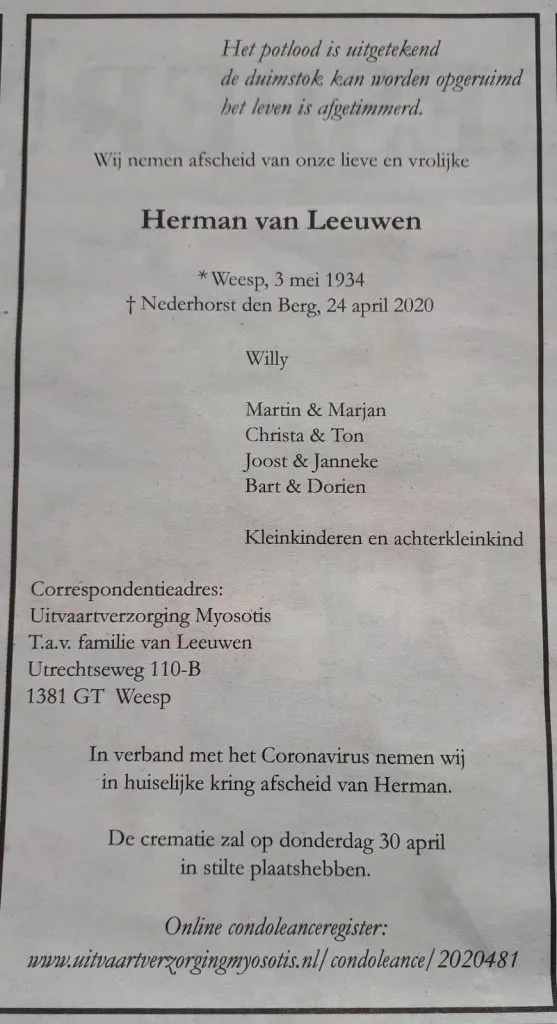 Het potlood is uitgetekend
de duimstok kan worden opgeruimd
het leven is afgetimmerd.
Wij nemen afscheid van onze lieve en vrolijke
Herman van Leeuwen
* Weesp, 3 mei 1934
† Nederhorst den Berg, 24 april 2020
Willy
Martin & Marjan
Christa & Ton
Joost & Janneke
Bart & Dorien
Kleinkinderen en achterkleinkind
Correspondentieadres:
Uitvaartverzorging Myosotis
T.a.v. familie van Leeuwen
Utrechtseweg 110-B
1381 GT Weesp
In verband met het Coronavirus nemen wij
in huiselijke kring afscheid van Herman.
De crematie zal op donderdag 30 april
in stilte plaatshebben.
Online condoleanceregister:
www.uitvaartverzorgingmyosotis.nl/condoleance/2020481